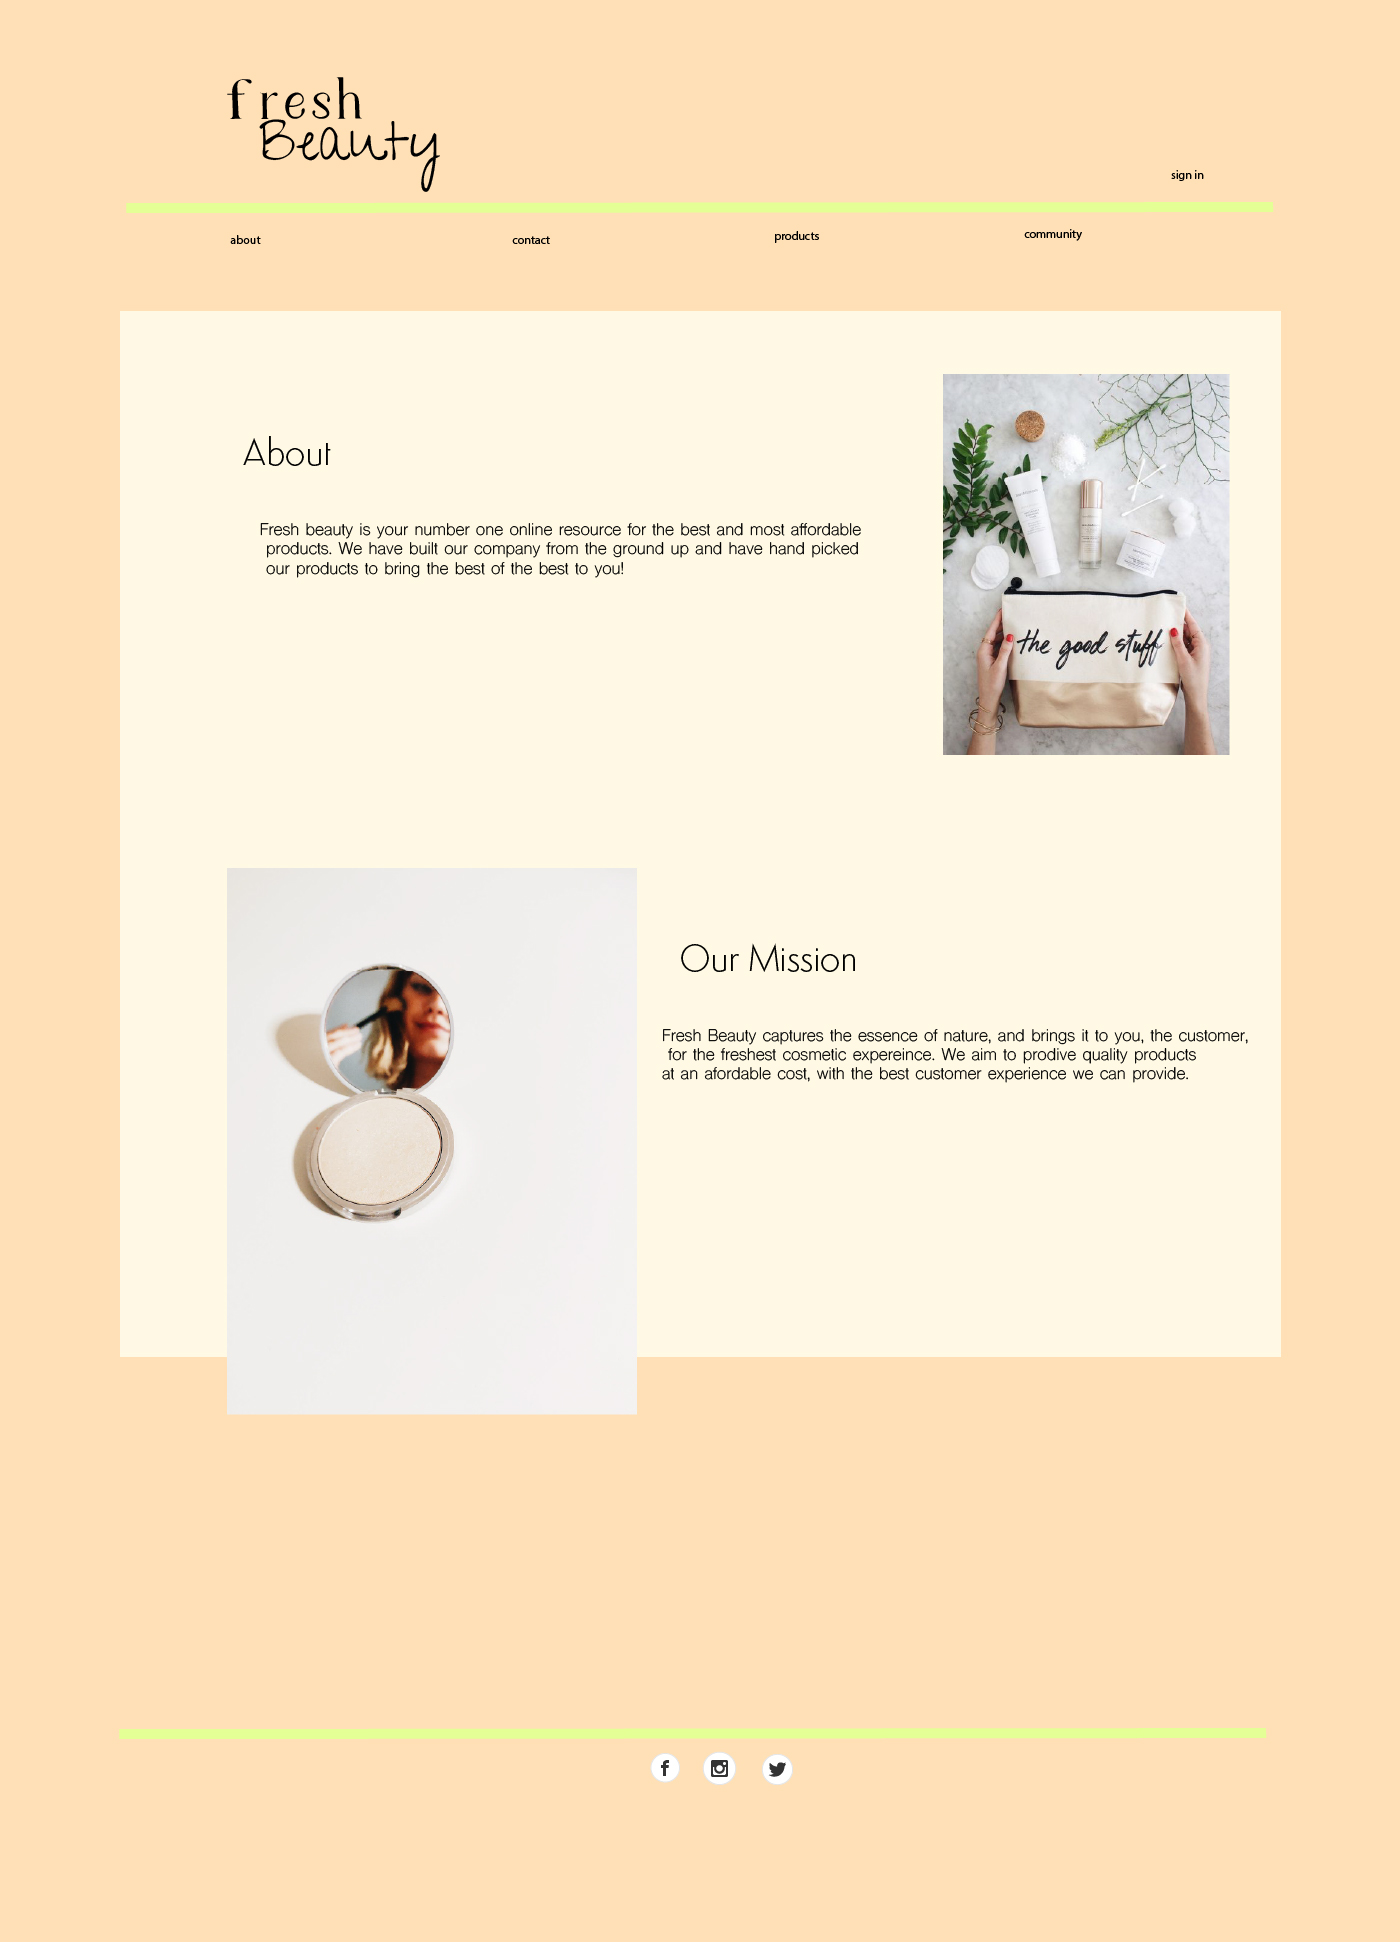 fresh
Beauty
sign in
about
contact
products
community
About
Fresh beauty is your number one online resource for the best and most affordable
products. We have built our company from the ground up and have hand picked
our products to bring the best of the best to you!
the good stuff
Our Mission
Fresh Beauty captures the essence of nature, and brings it to you, the customer,
for the freshest cosmetic expereince. We aim to prodive quality products
at an afordable cost, with the best customer experience we can provide.